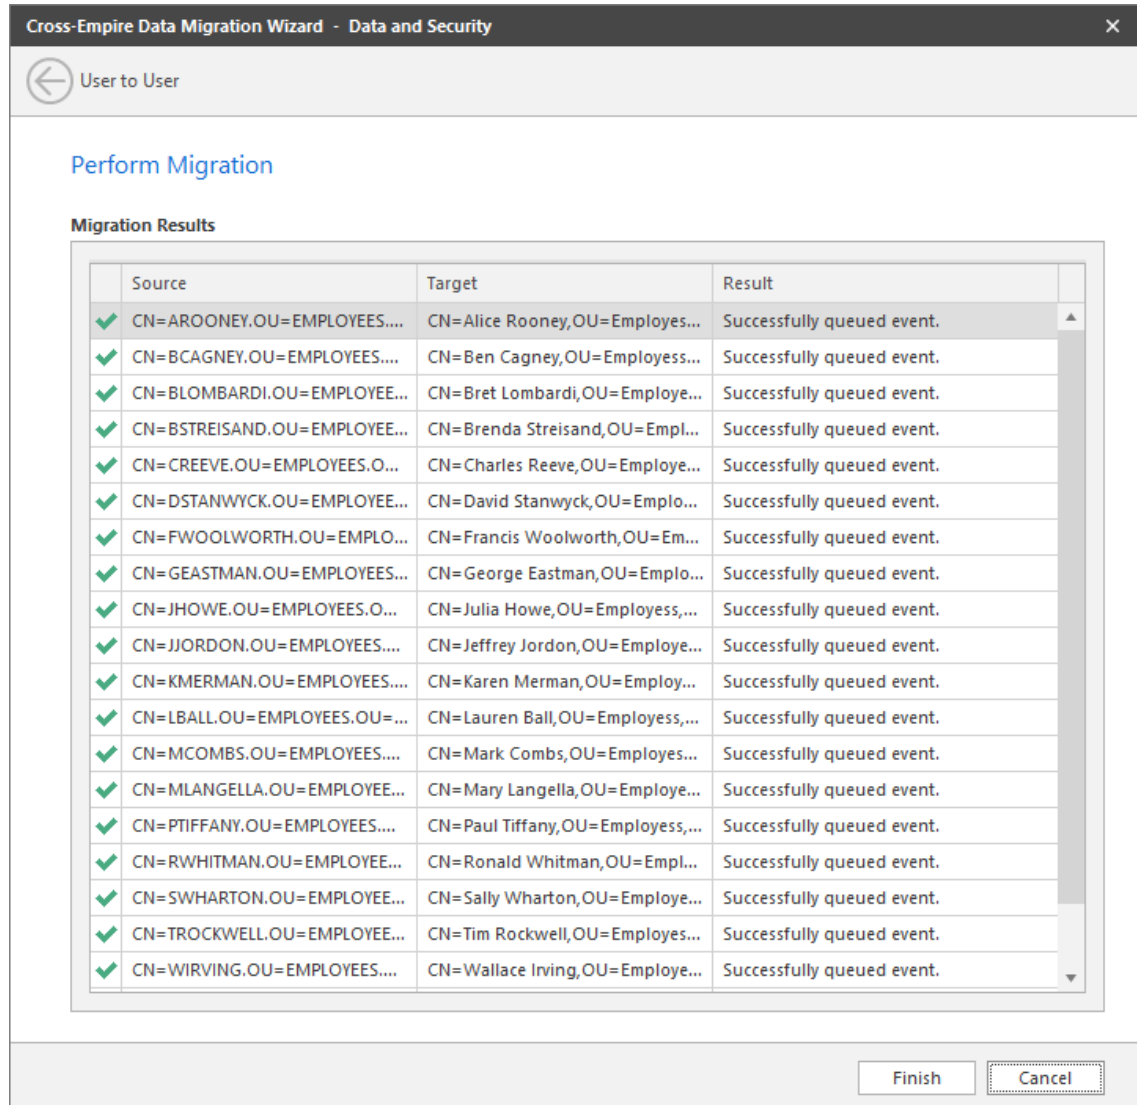 Cross-Empire Data Migration Wizard - Data and Security
User to User
Perform Migration
Migration Results
Source Target Result
CN=AROONEY.OU=EMPLOYEES.... CN=Alice Rooney,OU=Employes... Successfully queued event.
CN=BCAGNEY.OU=EMPLOYEES.... CN=Ben Cagney,OU=Employess... Successfully queued event.
CN=BLOMBARDI.OU=EMPLOYEE... CN=Bret Lombardi,OU=Employe... Successfully queued event.
CN=BSTREISAND.OU=EMPLOYEE... CN=Brenda Streisand,OU=Empl... Successfully queued event.
CN=CREEVE.OU=EMPLOYEES.O... CN=Charles Reeve,OU=Employe... Successfully queued event.
CN=DSTANWYCK.OU=EMPLOYEE... CN=David Stanwyck,OU=Emplo... Successfully queued event.
CN=FWOOLWORTH.OU=EMPLO... CN=Francis Woolworth,OU=Em... Successfully queued event.
CN=GEASTMAN.OU=EMPLOYEES... CN=George Eastman,OU=Emplo... Successfully queued event.
CN=JHOWE.OU=EMPLOYEES.O... CN=Julia Howe,OU=Employess,... Successfully queued event.
CN=JJORDON.OU=EMPLOYEES.... CN=Jeffrey Jordon,OU=Employe... Successfully queued event.
CN=KMERMAN.OU=EMPLOYEES.... CN=Karen Merman,OU=Employ... Successfully queued event.
CN=LBALL.OU=EMPLOYEES.OU=... CN=Lauren Ball,OU=Employess,... Successfully queued event.
CN=MCOMBS.OU=EMPLOYEES.... CN=Mark Combs,OU=Employes... Successfully queued event.
CN=MLANGELLA.OU=EMPLOYEE... CN=Mary Langella,OU=Employe... Successfully queued event.
CN=PTIFFANY.OU=EMPLOYEES.... CN=Paul Tiffany,OU=Employess,... Successfully queued event.
CN=RWHITMAN.OU=EMPLOYEE... CN=Ronald Whitman,OU=Empl... Successfully queued event.
CN=SWHARTON.OU=EMPLOYEE... CN=Sally Wharton,OU=Employe... Successfully queued event.
CN=TROCKWELL.OU=EMPLOYEE... CN=Tim Rockwell,OU=Employes... Successfully queued event.
CN=WIRVING.OU=EMPLOYEES.... CN=Wallace Irving,OU=Employe... Successfully queued event.
Finish Cancel